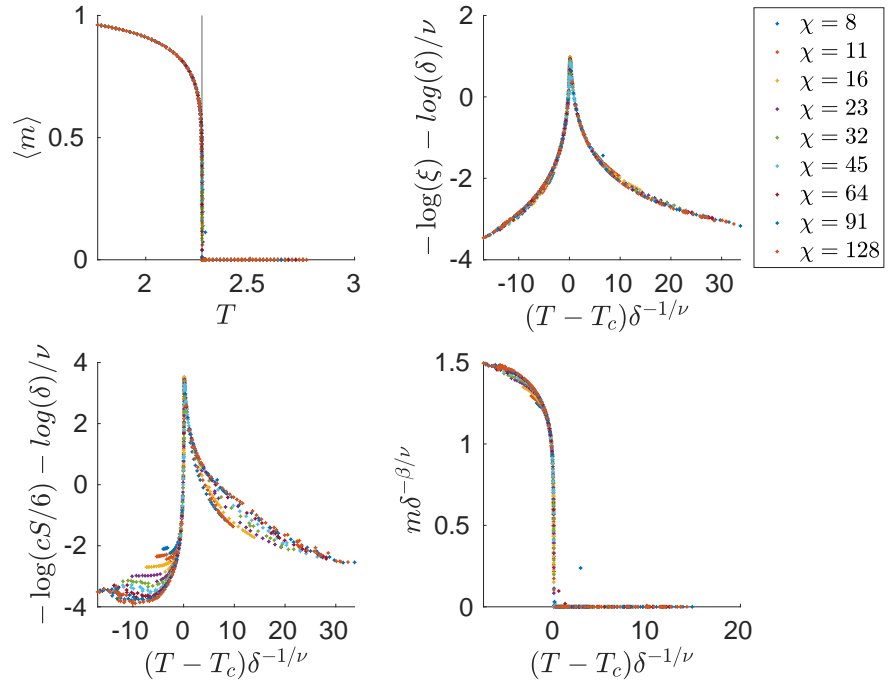 ⟨m⟩
1
0.5
0
2
2.5
3
T
− log(ξ) − log(δ)/ν
2
0
-2
-4
-10
0
10
20
30
(T − T_c)δ^{−1/ν}
χ = 8
χ = 11
χ = 16
χ = 23
χ = 32
χ = 45
χ = 64
χ = 91
χ = 128
− log(cS/6) − log(δ)/ν
4
2
0
-2
-4
-10
0
10
20
30
(T − T_c)δ^{−1/ν}
mδ^{−β/ν}
1.5
1
0.5
0
0
10
20
(T − T_c)δ^{−1/ν}